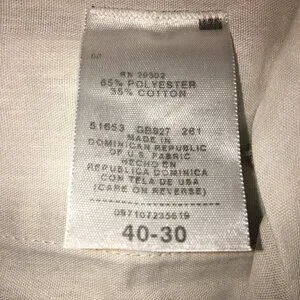 RN 20302
65% POLYESTER
35% COTTON
51653 GBS27 261
MADE IN
DOMINICAN REPUBLIC
OF U.S. FABRIC
HECHO EN
REPUBLICA DOMINICA
CON TELA DE USA
(CARE ON REVERSE)
097107235619
40-30